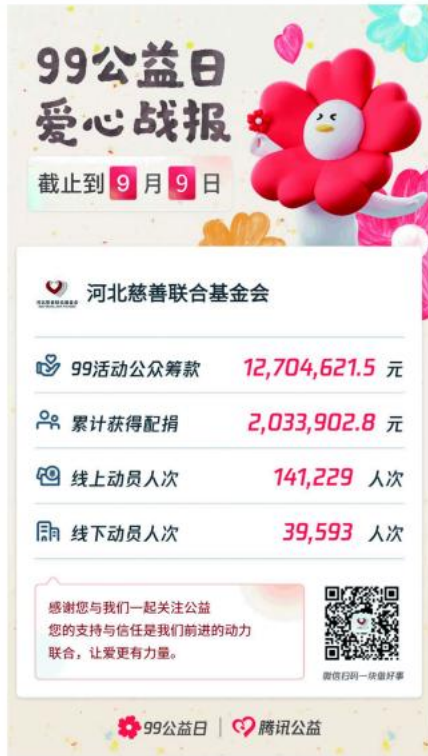 99公益日
爱心战报
截止到9月9日
河北慈善联合基金会
99活动公众筹款 12,704,621.5 元
累计获得配捐 2,033,902.8 元
线上动员人次 141,229 人次
线下动员人次 39,593 人次
感谢您与我们一起关注公益
您的支持与信任是我们前进的动力
联合，让爱更有力量。
微信扫码一块做好事
99公益日 腾讯公益